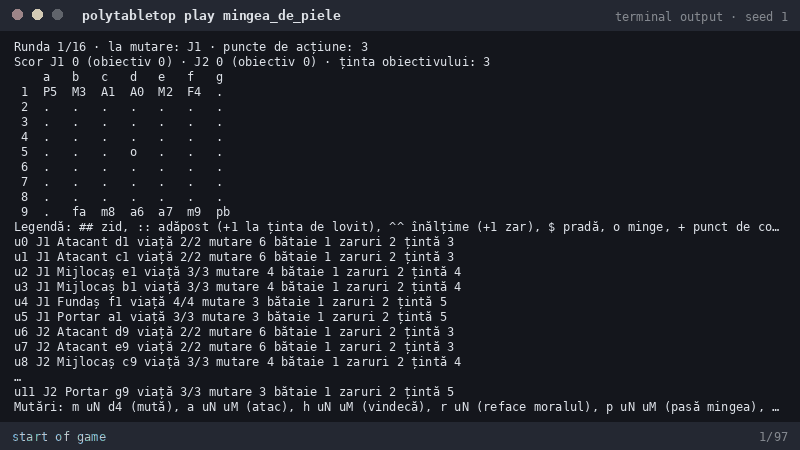 polytabletop play mingea_de_piele
terminal output · seed 1
Runda 1/16 · la mutare: J1 · puncte de acțiune: 3
Scor J1 0 (obiectiv 0) · J2 0 (obiectiv 0) · ținta obiectivului: 3
a b c d e f g
1 P5 M3 A1 A0 M2 F4 .
2 . . . . . . .
3 . . . . . . .
4 . . . . . . .
5 . . . o . . .
6 . . . . . . .
7 . . . . . . .
8 . . . . . . .
9 . fa m8 a6 a7 m9 pb
Legendă: ## zid, :: adăpost (+1 la ținta de lovit), ^^ înălțime (+1 zar), $ pradă, o minge, + punct de co…
u0 J1 Atacant d1 viață 2/2 mutare 6 bătaie 1 zaruri 2 țintă 3
u1 J1 Atacant c1 viață 2/2 mutare 6 bătaie 1 zaruri 2 țintă 3
u2 J1 Mijlocaș e1 viață 3/3 mutare 4 bătaie 1 zaruri 2 țintă 4
u3 J1 Mijlocaș b1 viață 3/3 mutare 4 bătaie 1 zaruri 2 țintă 4
u4 J1 Fundaș f1 viață 4/4 mutare 3 bătaie 1 zaruri 2 țintă 5
u5 J1 Portar a1 viață 3/3 mutare 3 bătaie 1 zaruri 2 țintă 5
u6 J2 Atacant d9 viață 2/2 mutare 6 bătaie 1 zaruri 2 țintă 3
u7 J2 Atacant e9 viață 2/2 mutare 6 bătaie 1 zaruri 2 țintă 3
u8 J2 Mijlocaș c9 viață 3/3 mutare 4 bătaie 1 zaruri 2 țintă 4
…
u11 J2 Portar g9 viață 3/3 mutare 3 bătaie 1 zaruri 2 țintă 5
Mutări: m uN d4 (mută), a uN uM (atac), h uN uM (vindecă), r uN (reface moralul), p uN uM (pasă mingea), …
start of game
1/97